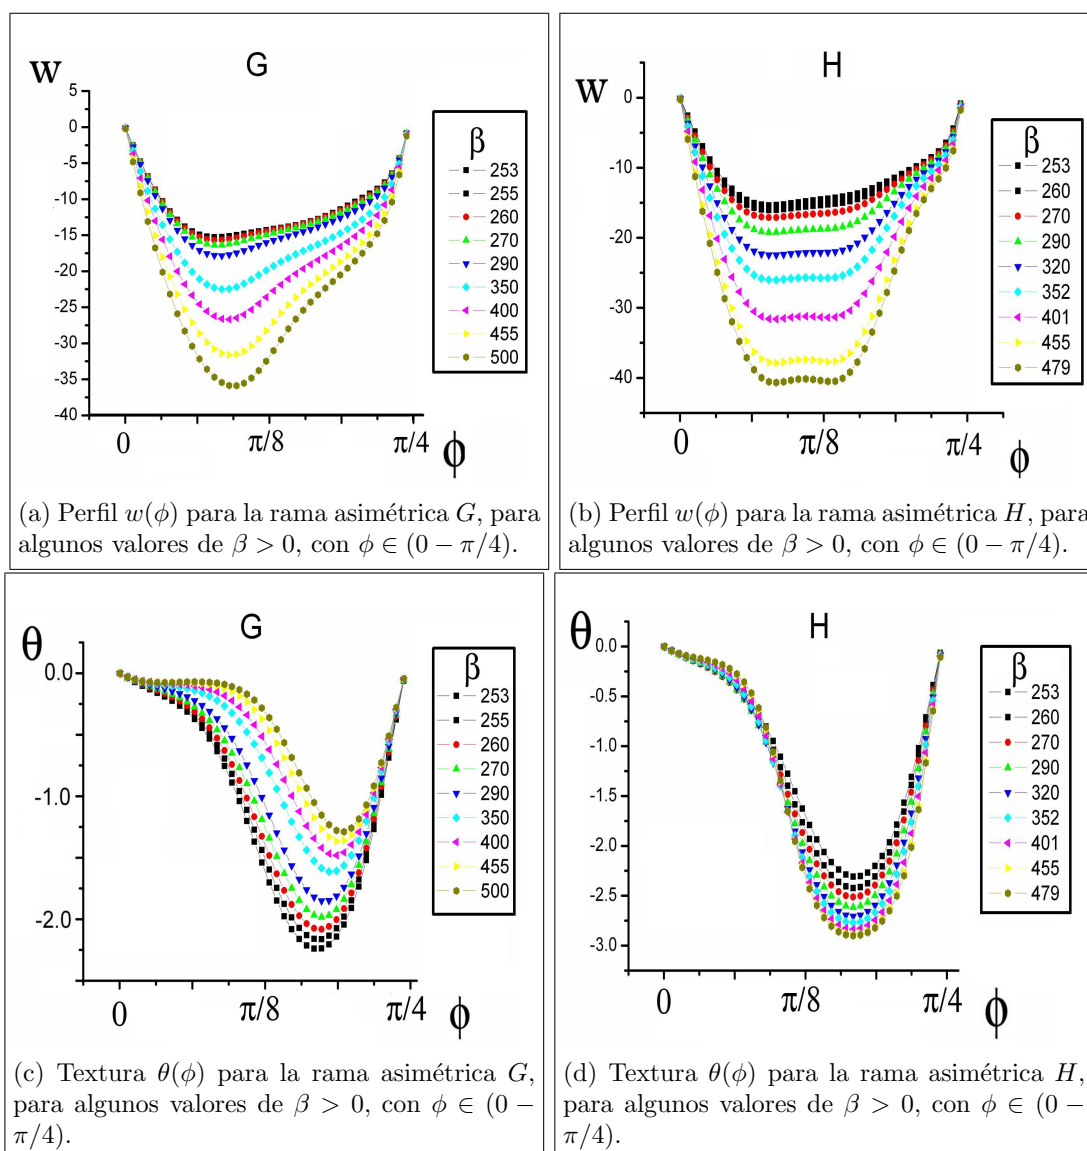 G
w
5
0
-5
-10
-15
-20
-25
-30
-35
-40
0
π/8
π/4
ϕ
β
253
255
260
270
290
350
400
455
500
(a) Perfil w(ϕ) para la rama asimétrica G, para
algunos valores de β > 0, con ϕ ∈ (0 − π/4).
H
w
0
-10
-20
-30
-40
0
π/8
π/4
ϕ
β
253
260
270
290
320
352
401
455
479
(b) Perfil w(ϕ) para la rama asimétrica H, para
algunos valores de β > 0, con ϕ ∈ (0 − π/4).
G
θ
0.0
-1.0
-2.0
0
π/8
π/4
ϕ
β
253
255
260
270
290
350
400
455
500
(c) Textura θ(ϕ) para la rama asimétrica G,
para algunos valores de β > 0, con ϕ ∈ (0 −
π/4).
H
θ
0.0
-0.5
-1.0
-1.5
-2.0
-2.5
-3.0
0
π/8
π/4
ϕ
β
253
260
270
290
320
352
401
455
479
(d) Textura θ(ϕ) para la rama asimétrica H,
para algunos valores de β > 0, con ϕ ∈ (0 −
π/4).